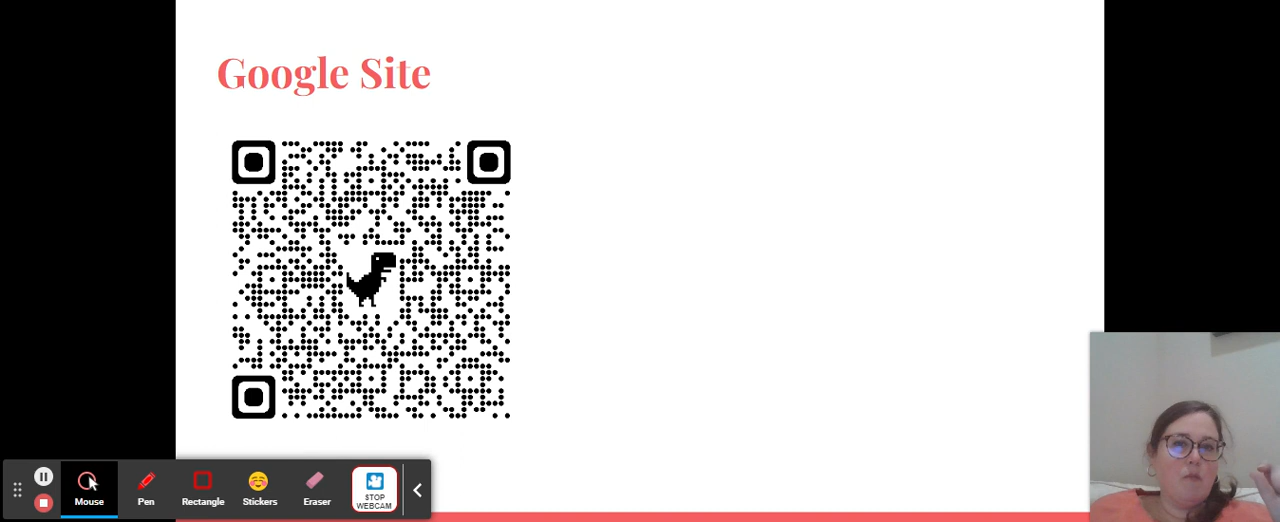 Google Site
Mouse
Pen
Rectangle
Stickers
Eraser
STOP
WEBCAM